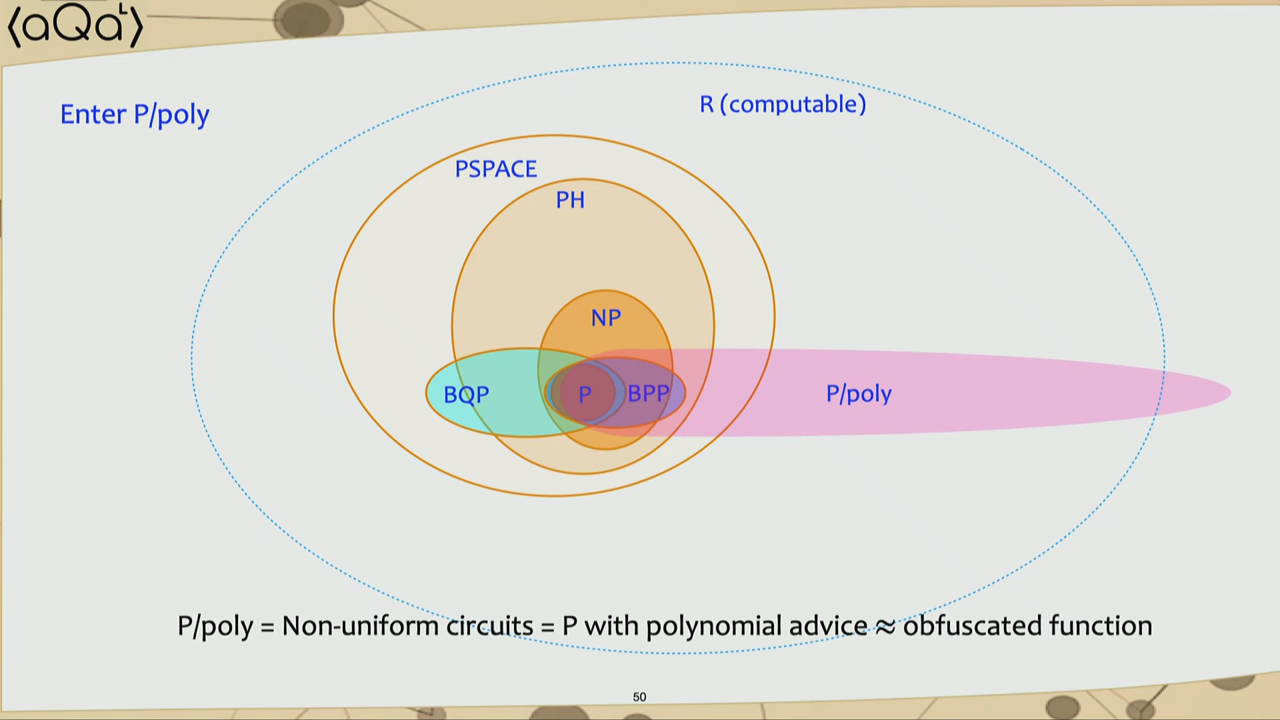 ⟨aQaᴸ⟩
Enter P/poly
R (computable)
PSPACE
PH
NP
BQP
P
BPP
P/poly
P/poly = Non-uniform circuits = P with polynomial advice ≈ obfuscated function
50